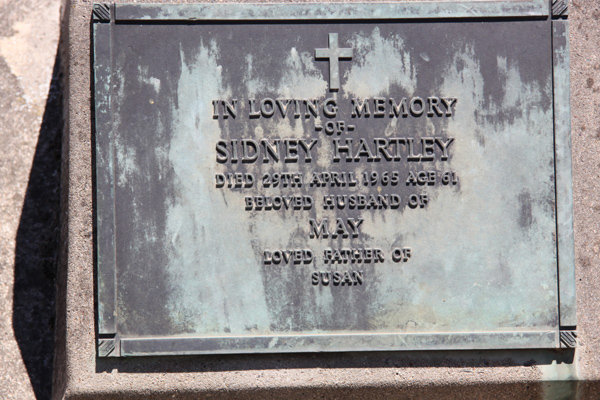 IN LOVING MEMORY
-OF-
SIDNEY HARTLEY
DIED 29TH APRIL 1965 AGE 61
BELOVED HUSBAND OF
MAY
LOVED FATHER OF
SUSAN